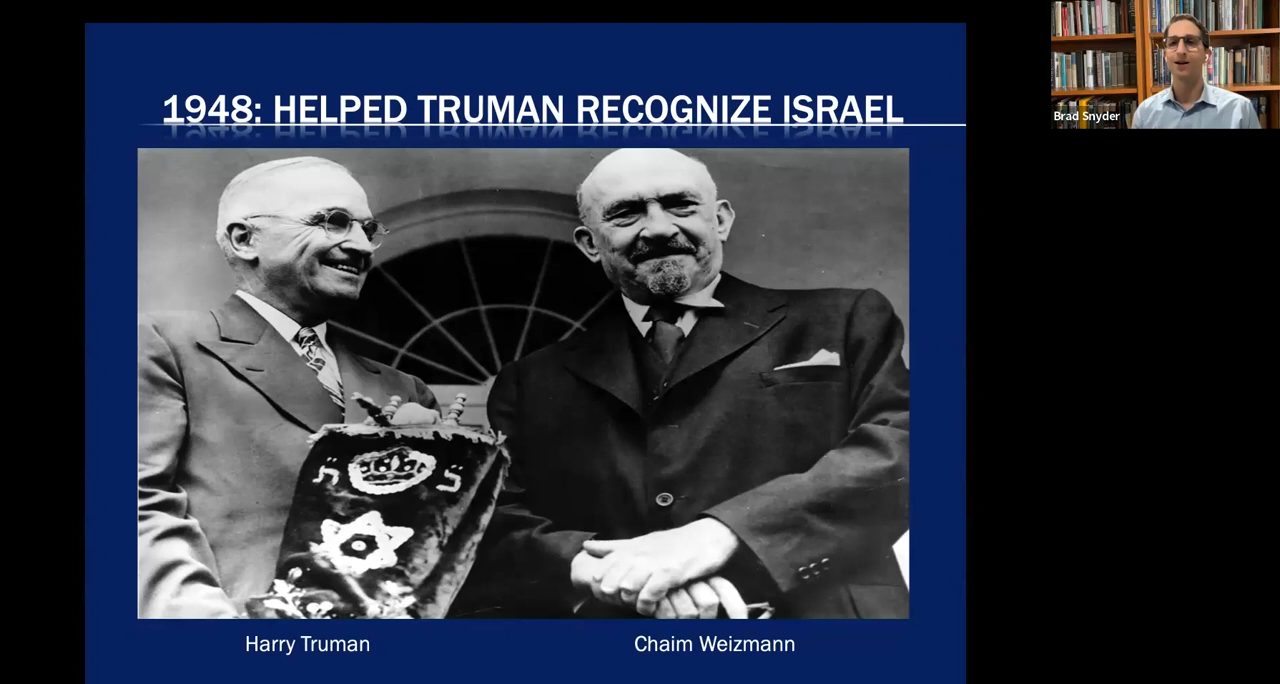 1948: HELPED TRUMAN RECOGNIZE ISRAEL
Brad Snyder
כ ת
Harry Truman
Chaim Weizmann